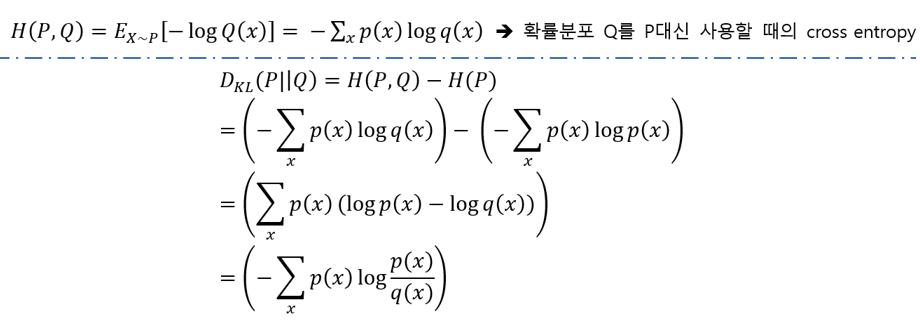 H(P,Q) = E_{X~P}[− log Q(x)] = − ∑_x p(x) log q(x) ➔ 확률분포 Q를 P대신 사용할 때의 cross entropy
D_{KL}(P||Q) = H(P,Q) − H(P)
= (− ∑_x p(x) log q(x)) − (− ∑_x p(x) log p(x))
= (∑_x p(x) (log p(x) − log q(x)))
= (− ∑_x p(x) log \frac{p(x)}{q(x)})